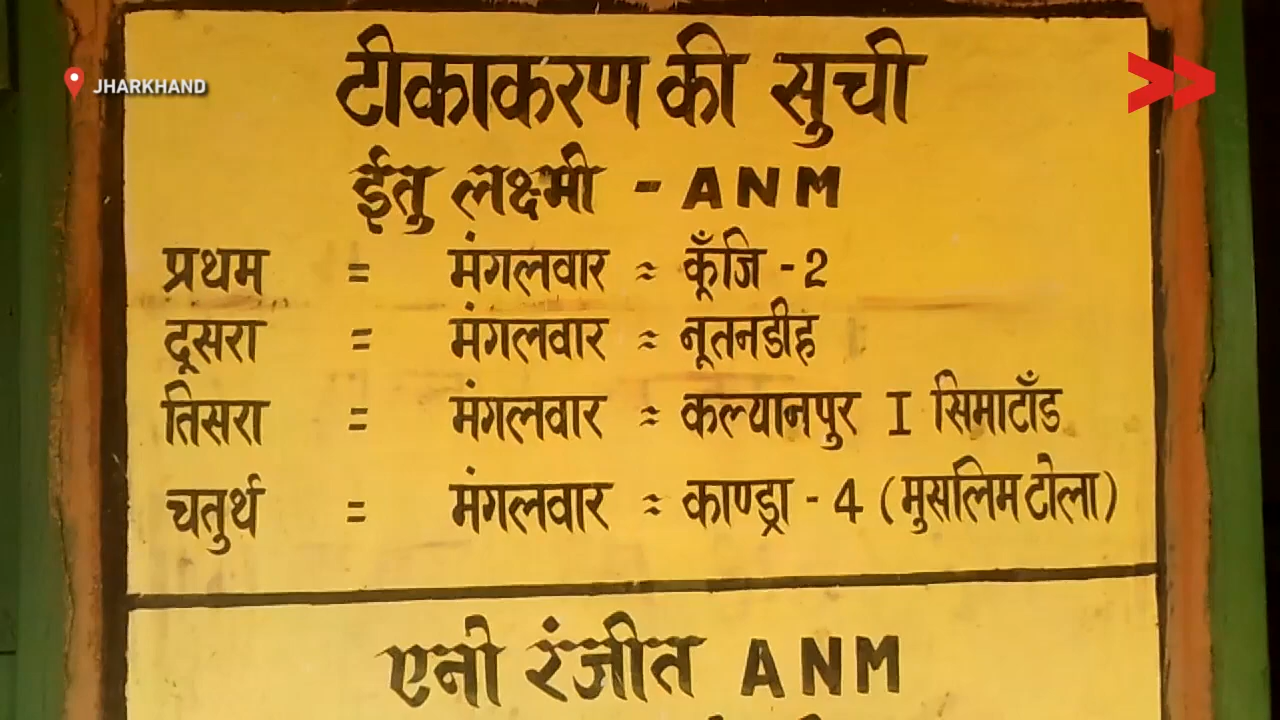 JHARKHAND
टीकाकरण की सुची
ईतु लक्ष्मी - ANM
प्रथम = मंगलवार ≈ कूँजि - 2
दूसरा = मंगलवार ≈ नूतनडीह
तिसरा = मंगलवार ≈ कल्यानपुर I सिमाटाँड
चतुर्थ = मंगलवार ≈ काण्ड्रा - 4 (मुसलिम टोला)
एनी रंजीत ANM